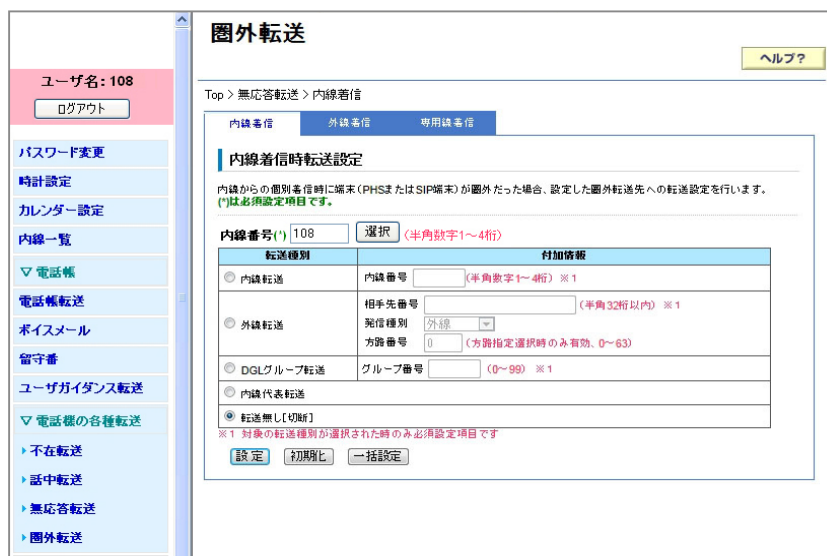 圏外転送
ヘルプ?
ユーザ名: 108
ログアウト
パスワード変更
時計設定
カレンダー設定
内線一覧
▽ 電話帳
電話帳転送
ボイスメール
留守番
ユーザガイダンス転送
▽ 電話機の各種転送
不在転送
話中転送
無応答転送
圏外転送
Top > 無応答転送 > 内線着信
内線着信 外線着信 専用線着信
内線着信時転送設定
内線からの個別着信時に端末(PHSまたはSIP端末)が圏外だった場合、設定した圏外転送先への転送設定を行います。
(*)は必須設定項目です。
内線番号(*) 108 選択 (半角数字1～4桁)
転送種別 付加情報
内線転送 内線番号 (半角数字1～4桁) ※1
外線転送 相手先番号 (半角32桁以内) ※1
発信種別 外線
方路番号 0 (方路指定選択時のみ有効、0～63)
DGLグループ転送 グループ番号 (0～99) ※1
内線代表転送
転送無し[切断]
※1 対象の転送種別が選択された時のみ必須設定項目です
設定 初期化 一括設定